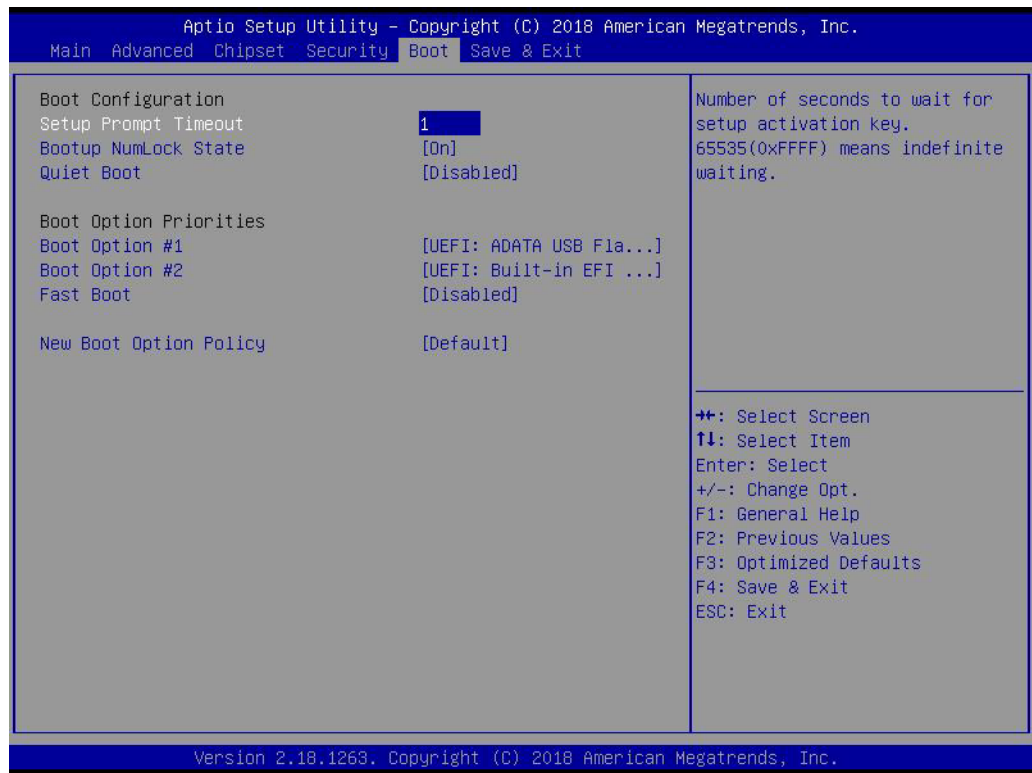 Aptio Setup Utility – Copyright (C) 2018 American Megatrends, Inc.
Main Advanced Chipset Security Boot Save & Exit
Boot Configuration
Setup Prompt Timeout 1
Bootup NumLock State [On]
Quiet Boot [Disabled]
Boot Option Priorities
Boot Option #1 [UEFI: ADATA USB Fla...]
Boot Option #2 [UEFI: Built-in EFI ...]
Fast Boot [Disabled]
New Boot Option Policy [Default]
Number of seconds to wait for
setup activation key.
65535(0xFFFF) means indefinite
waiting.
→←: Select Screen
↑↓: Select Item
Enter: Select
+/-: Change Opt.
F1: General Help
F2: Previous Values
F3: Optimized Defaults
F4: Save & Exit
ESC: Exit
Version 2.18.1263. Copyright (C) 2018 American Megatrends, Inc.